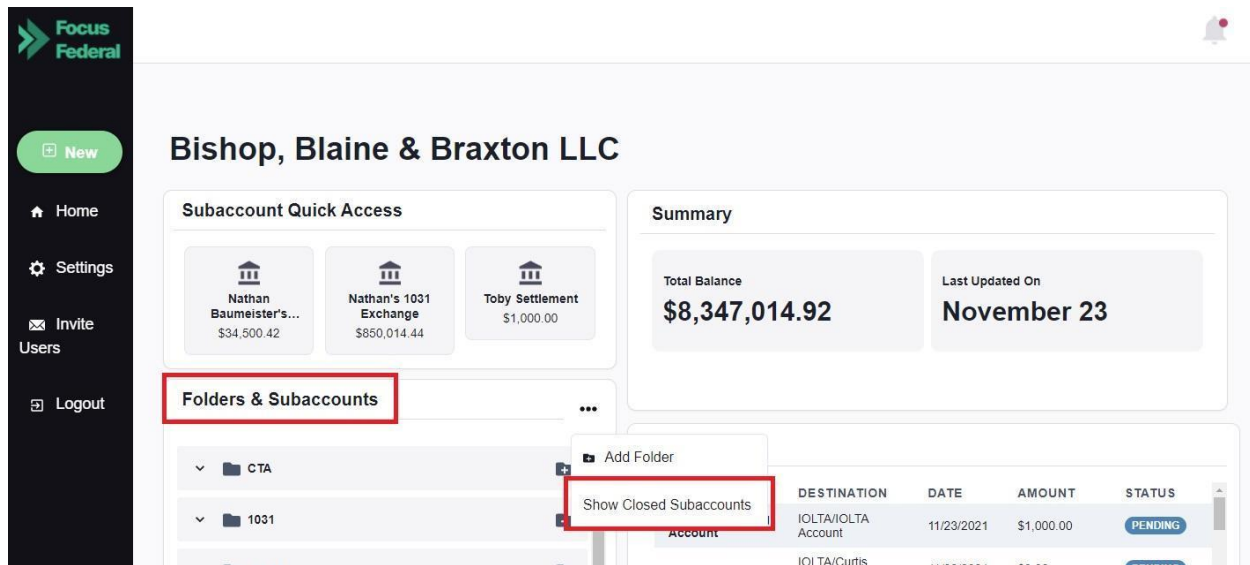 Focus
Federal
New
Home
Settings
Invite
Users
Logout
Bishop, Blaine & Braxton LLC
Subaccount Quick Access
Nathan
Baumeister's...
$34,500.42
Nathan's 1031
Exchange
$850,014.44
Toby Settlement
$1,000.00
Summary
Total Balance
$8,347,014.92
Last Updated On
November 23
Folders & Subaccounts
CTA
1031
Add Folder
Show Closed Subaccounts
DESTINATION DATE AMOUNT STATUS
Account
IOLTA/IOLTA
Account
11/23/2021 $1,000.00 PENDING
IOLTA/Curtis